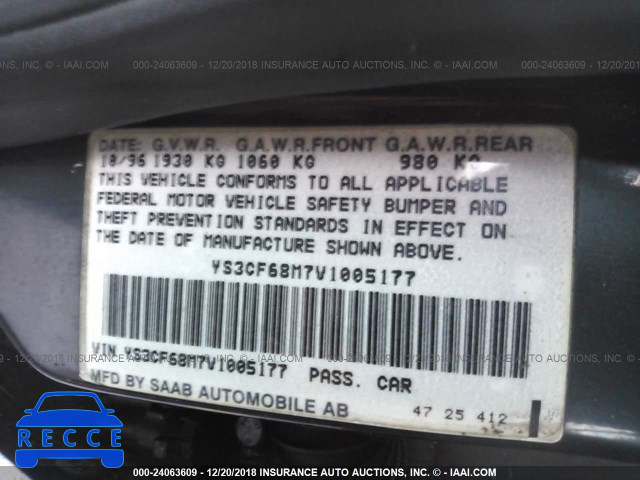 000-24063609 - 12/20/2018 - INSURANCE AUTO AUCTIONS, INC. - © IAAI.COM
DATE: G.V.W.R. G.A.W.R.FRONT G.A.W.R.REAR
10/96 1930 KG 1060 KG 980 KG
THIS VEHICLE CONFORMS TO ALL APPLICABLE
FEDERAL MOTOR VEHICLE SAFETY BUMPER AND
THEFT PREVENTION STANDARDS IN EFFECT ON
THE DATE OF MANUFACTURE SHOWN ABOVE.
YS3CF68M7V1005177
VIN YS3CF68M7V1005177 PASS. CAR
MFD BY SAAB AUTOMOBILE AB 47 25 412
RECCE
000-24063609 - 12/20/2018 - INSURANCE AUTO AUCTIONS, INC. - © IAAI.COM